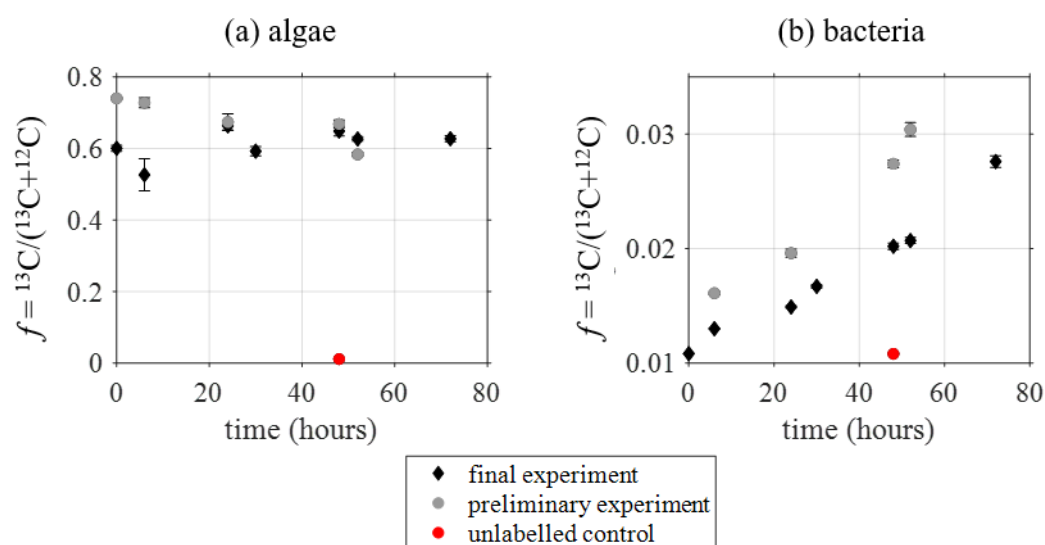 (a) algae
f = ¹³C/(¹³C+¹²C)
0.8
0.6
0.4
0.2
0
0 20 40 60 80
time (hours)
(b) bacteria
f = ¹³C/(¹³C+¹²C)
0.03
0.02
0.01
0 20 40 60 80
time (hours)
final experiment
preliminary experiment
unlabelled control